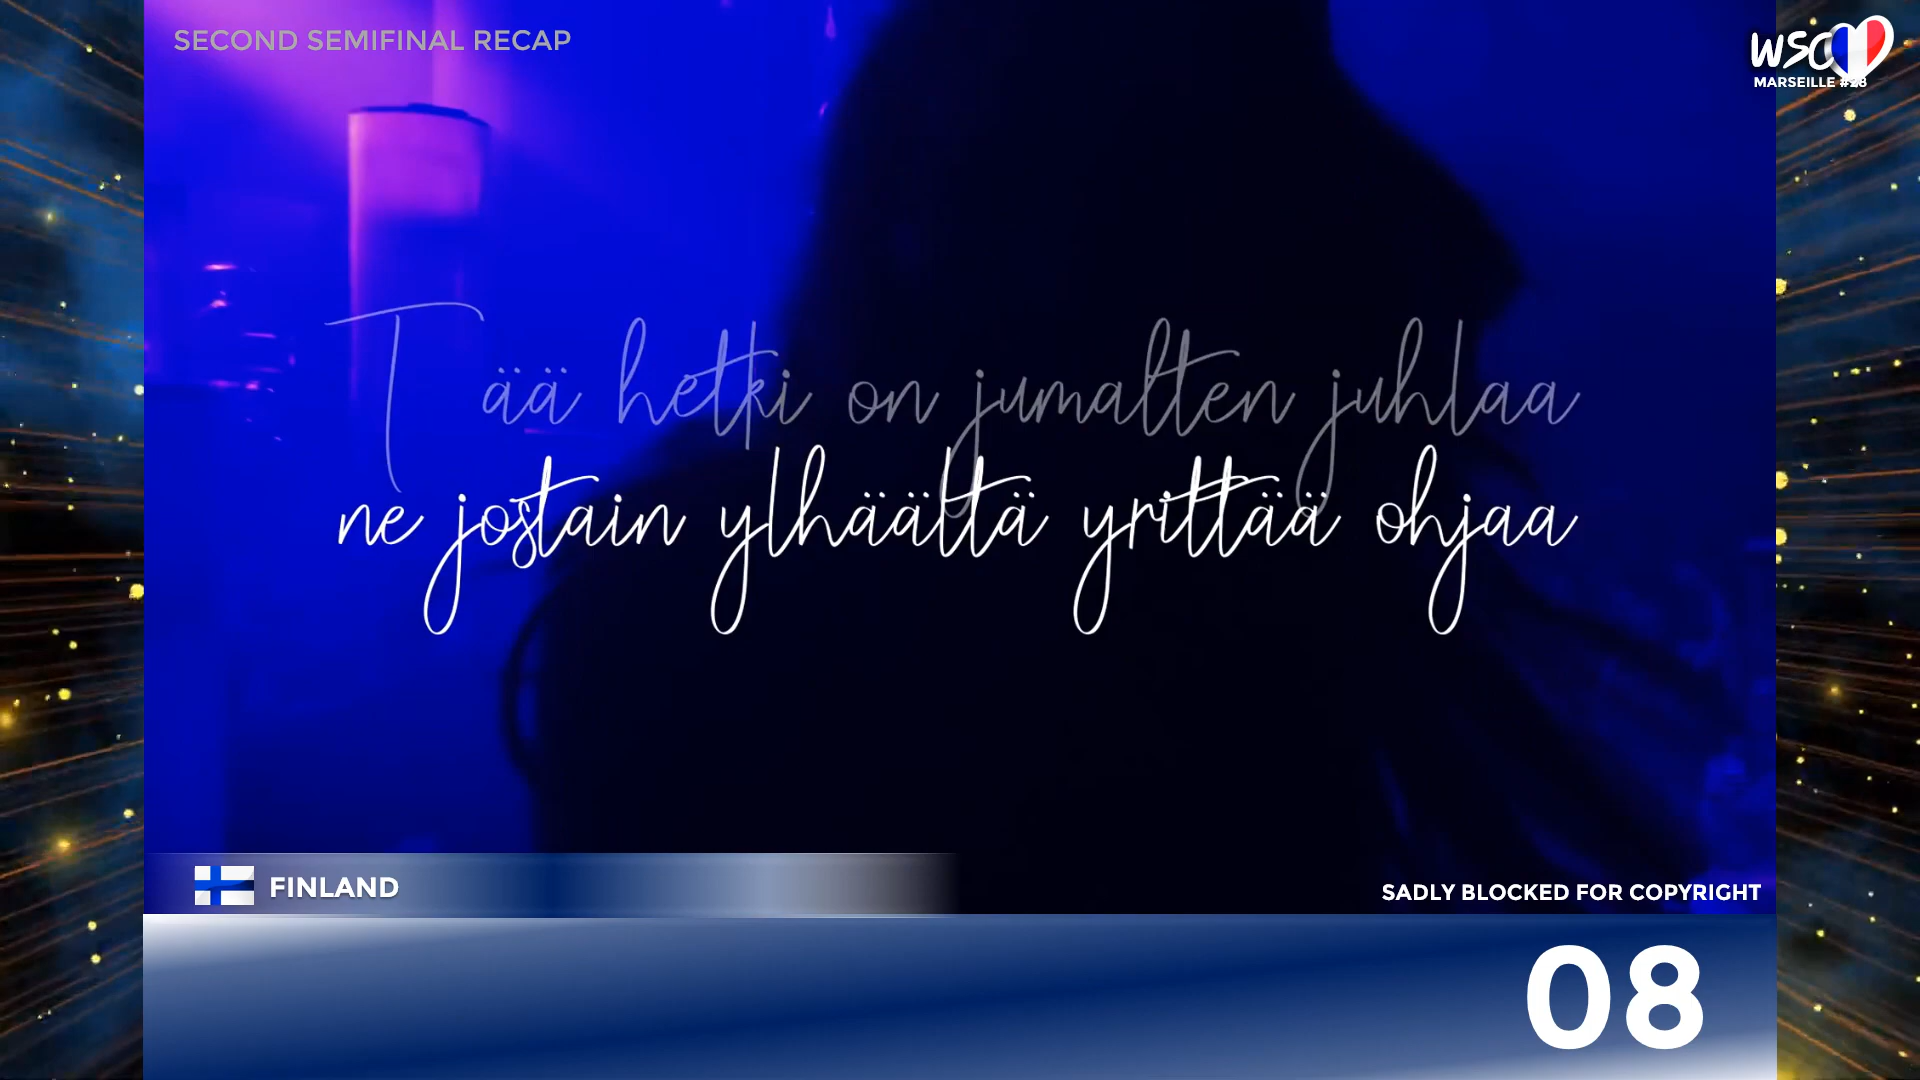 SECOND SEMIFINAL RECAP
WSC
MARSEILLE #28
Tää hetki on jumalten juhlaa
ne jostain ylhäältä yrittää ohjaa
FINLAND
SADLY BLOCKED FOR COPYRIGHT
08